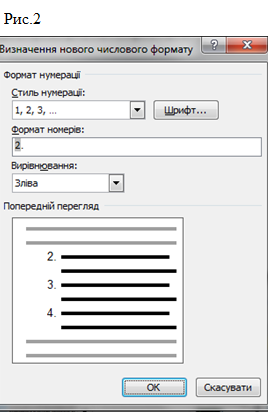 Рис.2
Визначення нового числового формату
Формат нумерації
Стиль нумерації:
1, 2, 3, ...
Шрифт...
Формат номерів:
2.
Вирівнювання:
Зліва
Попередній перегляд
2.
3.
4.
ОК
Скасувати